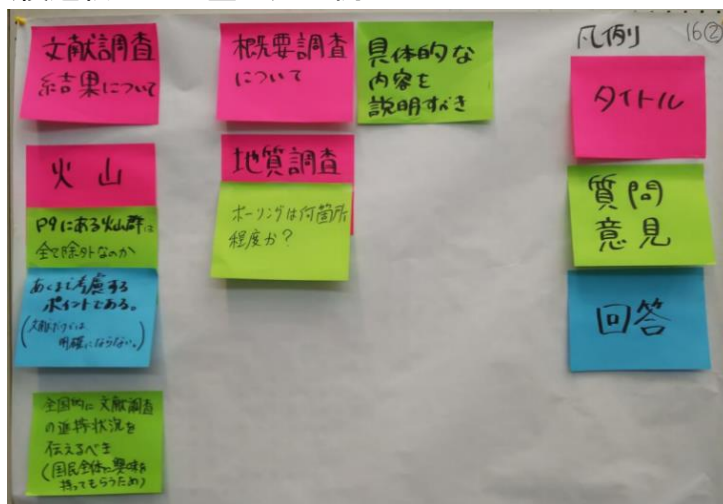 文献調査
結果について
火山
P9にある火山群は
全て除外なのか
あくまで考慮する
ポイントである。
(文献だけでは
明確にならない。)
全国的に文献調査
の進捗状況を
伝えるべき
(国民全体に興味を
持ってもらうため)
概要調査
について
具体的な
内容を
説明すべき
地質調査
ボーリングは何箇所
程度か?
凡例
16②
タイトル
質問
意見
回答